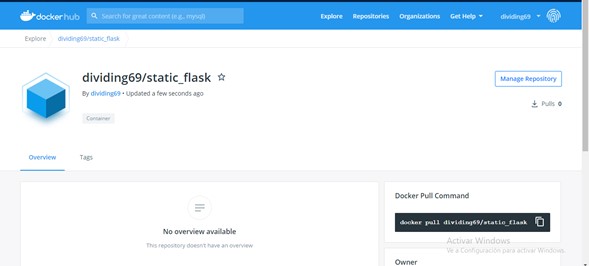 docker hub
Search for great content (e.g., mysql)
Explore Repositories Organizations Get Help dividing69
Explore dividing69/static_flask
dividing69/static_flask
By dividing69 • Updated a few seconds ago
Container
Manage Repository
Pulls 0
Overview Tags
No overview available
This repository doesn't have an overview
Docker Pull Command
docker pull dividing69/static_flask
Activar Windows
Ve a Configuración para activar Windows.
Owner